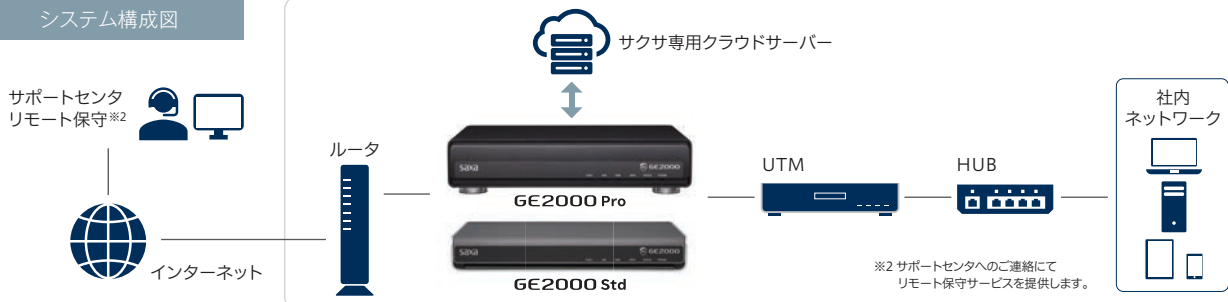 システム構成図
サクサ専用クラウドサーバー
サポートセンタ
リモート保守※2
ルータ
saxa
GE2000
GE2000 Pro
saxa
GE2000
GE2000 Std
インターネット
UTM
HUB
社内
ネットワーク
※2 サポートセンタへのご連絡にて
リモート保守サービスを提供します。